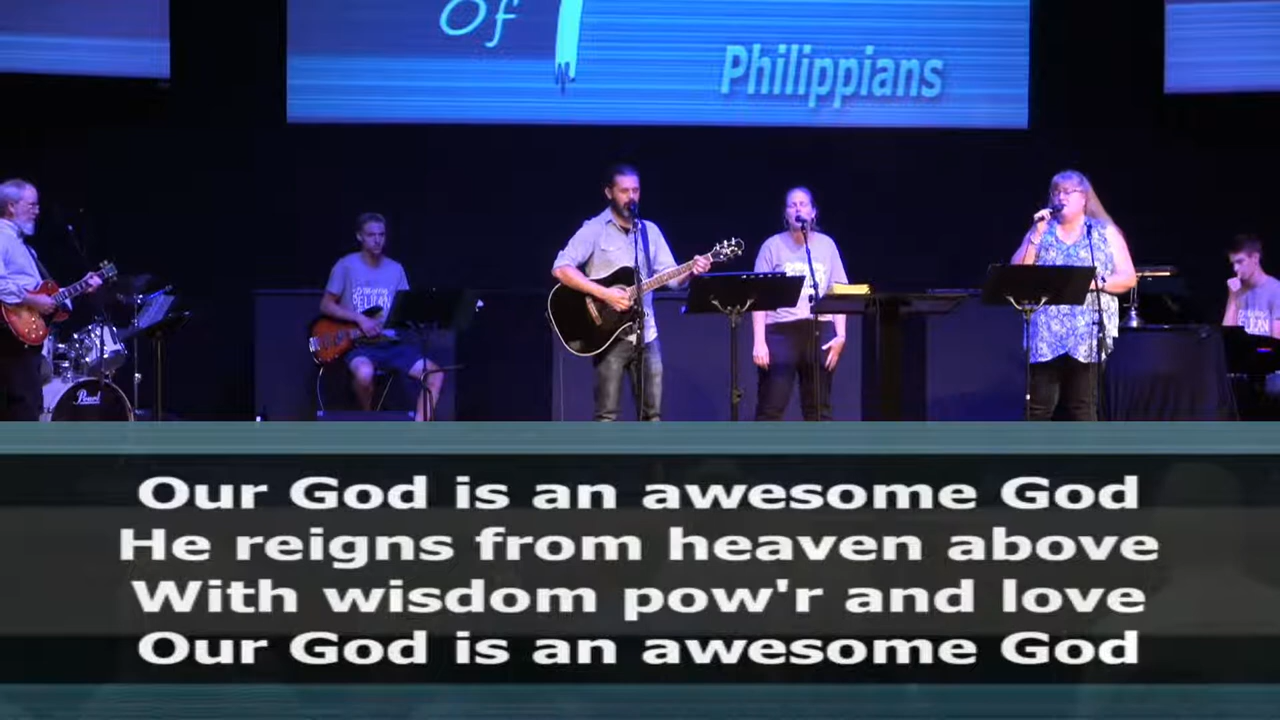 Of
Philippians
Pearl
Our God is an awesome God
He reigns from heaven above
With wisdom pow'r and love
Our God is an awesome God